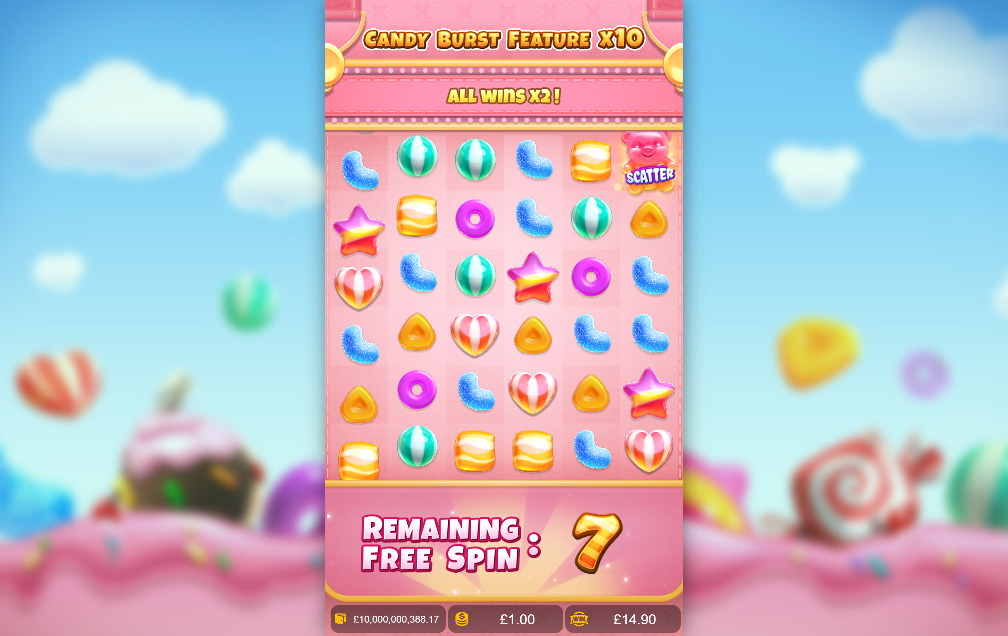 CANDY BURST FEATURE X10
ALL WINS X2!
SCATTER
REMAINING
FREE SPIN : 7
£10,000,000,388.17
£1.00
WIN
£14.90